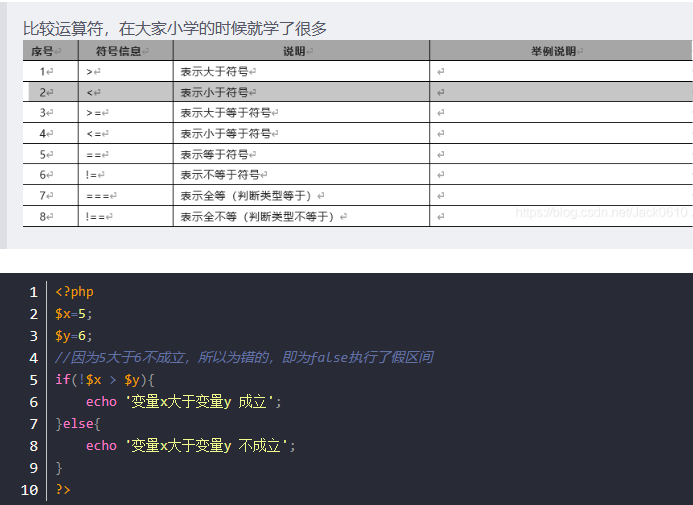 比较运算符，在大家小学的时候就学了很多
序号↵ 符号信息↵ 说明↵ 举例说明↵
1↵ >↵ 表示大于符号↵ ↵
2↵ <↵ 表示小于符号↵ ↵
3↵ >=↵ 表示大于等于符号↵ ↵
4↵ <=↵ 表示小于等于符号↵ ↵
5↵ ==↵ 表示等于符号↵ ↵
6↵ !=↵ 表示不等于符号↵ ↵
7↵ ===↵ 表示全等（判断类型等于）↵ ↵
8↵ !==↵ 表示全不等（判断类型不等于）↵ ↵
https://blog.csdn.net/Jack0610
1 <?php
2 $x=5;
3 $y=6;
4 //因为5大于6不成立，所以为错的，即为false执行了假区间
5 if(!$x > $y){
6 echo '变量x大于变量y 成立';
7 }else{
8 echo '变量x大于变量y 不成立';
9 }
10 ?>